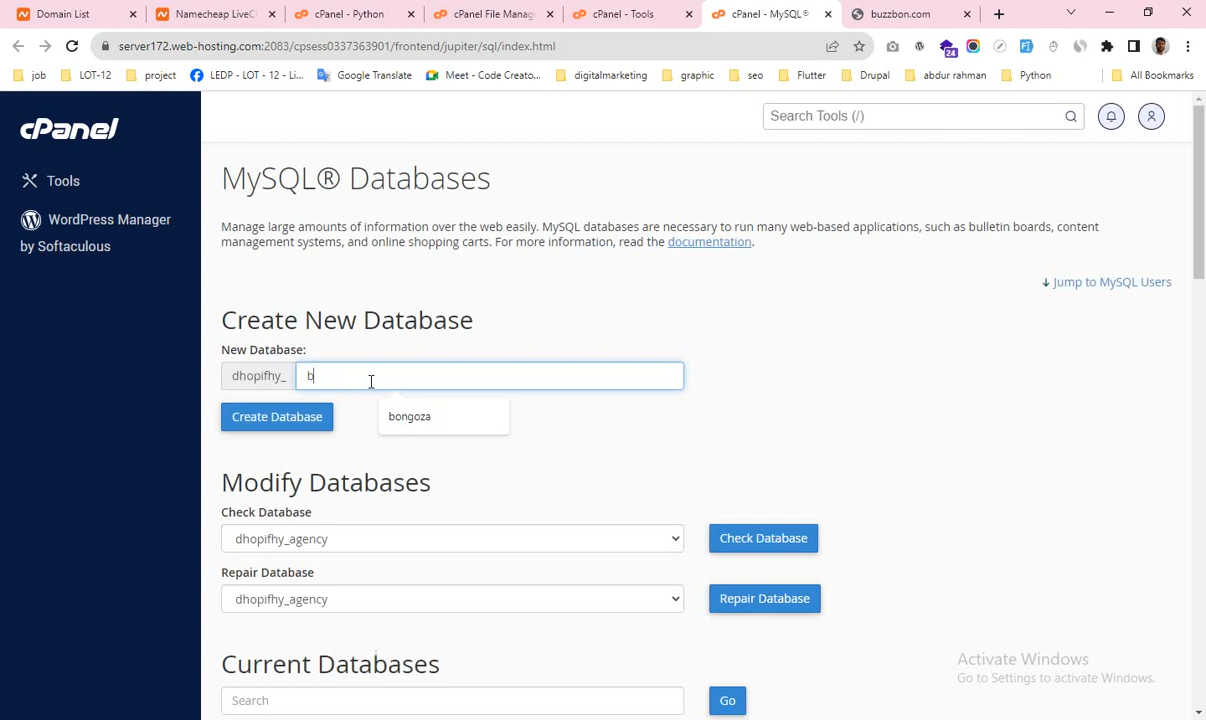 Domain List
Namecheap LiveC
cPanel - Python
cPanel File Manag
cPanel - Tools
cPanel - MySQL®
buzzbon.com
server172.web-hosting.com:2083/cpsess0337363901/frontend/jupiter/sql/index.html
24
job
LOT-12
project
LEDP - LOT - 12 - Li...
Google Translate
Meet - Code Creato...
digitalmarketing
graphic
seo
Flutter
Drupal
abdur rahman
Python
All Bookmarks
cPanel
Search Tools (/)
Tools
WordPress Manager
by Softaculous
MySQL® Databases
Manage large amounts of information over the web easily. MySQL databases are necessary to run many web-based applications, such as bulletin boards, content
management systems, and online shopping carts. For more information, read the documentation.
Jump to MySQL Users
Create New Database
New Database:
dhopifhy_
b
Create Database
bongoza
Modify Databases
Check Database
dhopifhy_agency
Check Database
Repair Database
dhopifhy_agency
Repair Database
Current Databases
Search
Go
Activate Windows
Go to Settings to activate Windows.